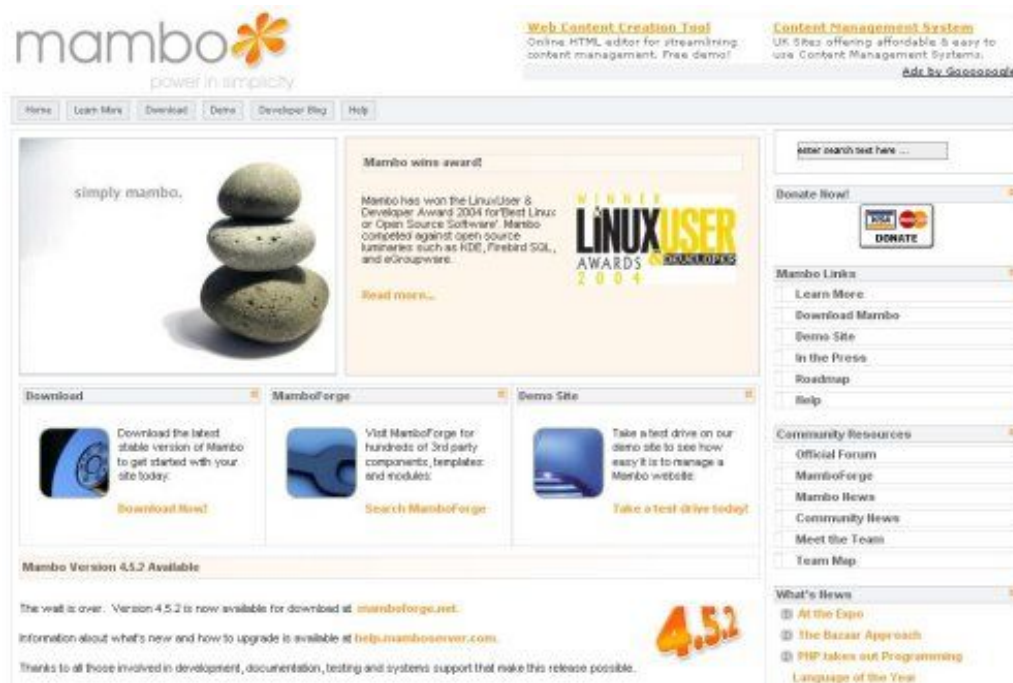 mambo
power in simplicity
Web Content Creation Tool
Online HTML editor for streamlining
content management. Free demo!
Content Management System
UK Sites offering affordable & easy to
use Content Management Systems.
Ads by Goooooogle
Home Learn More Download Demo Developer Blog Help
simply mambo.
Mambo wins award!
Mambo has won the LinuxUser &
Developer Award 2004 for'Best Linux
or Open Source Software'. Mambo
competed against open source
luminaries such as KDE, Firebird SQL,
and eGroupware.
Read more...
WINNER
LINUXUSER
& DEVELOPER
AWARDS
2004
enter search text here ...
Donate Now!
VISA
DONATE
Mambo Links
Learn More
Download Mambo
Demo Site
In the Press
Roadmap
Help
Download
Download the latest
stable version of Mambo
to get started with your
site today.
Download Now!
MamboForge
Visit MamboForge for
hundreds of 3rd party
components, templates
and modules.
Search MamboForge
Demo Site
Take a test drive on our
demo site to see how
easy it is to manage a
Mambo website.
Take a test drive today!
Community Resources
Official Forum
MamboForge
Mambo News
Community News
Meet the Team
Team Map
Mambo Version 4.5.2 Available
The wait is over. Version 4.5.2 is now available for download at mamboforge.net.
Information about what's new and how to upgrade is available at help.mamboserver.com.
Thanks to all those involved in development, documentation, testing and systems support that make this release possible.
4.5.2
What's News
At the Expo
The Bazaar Approach
PHP takes out Programming
Language of the Year